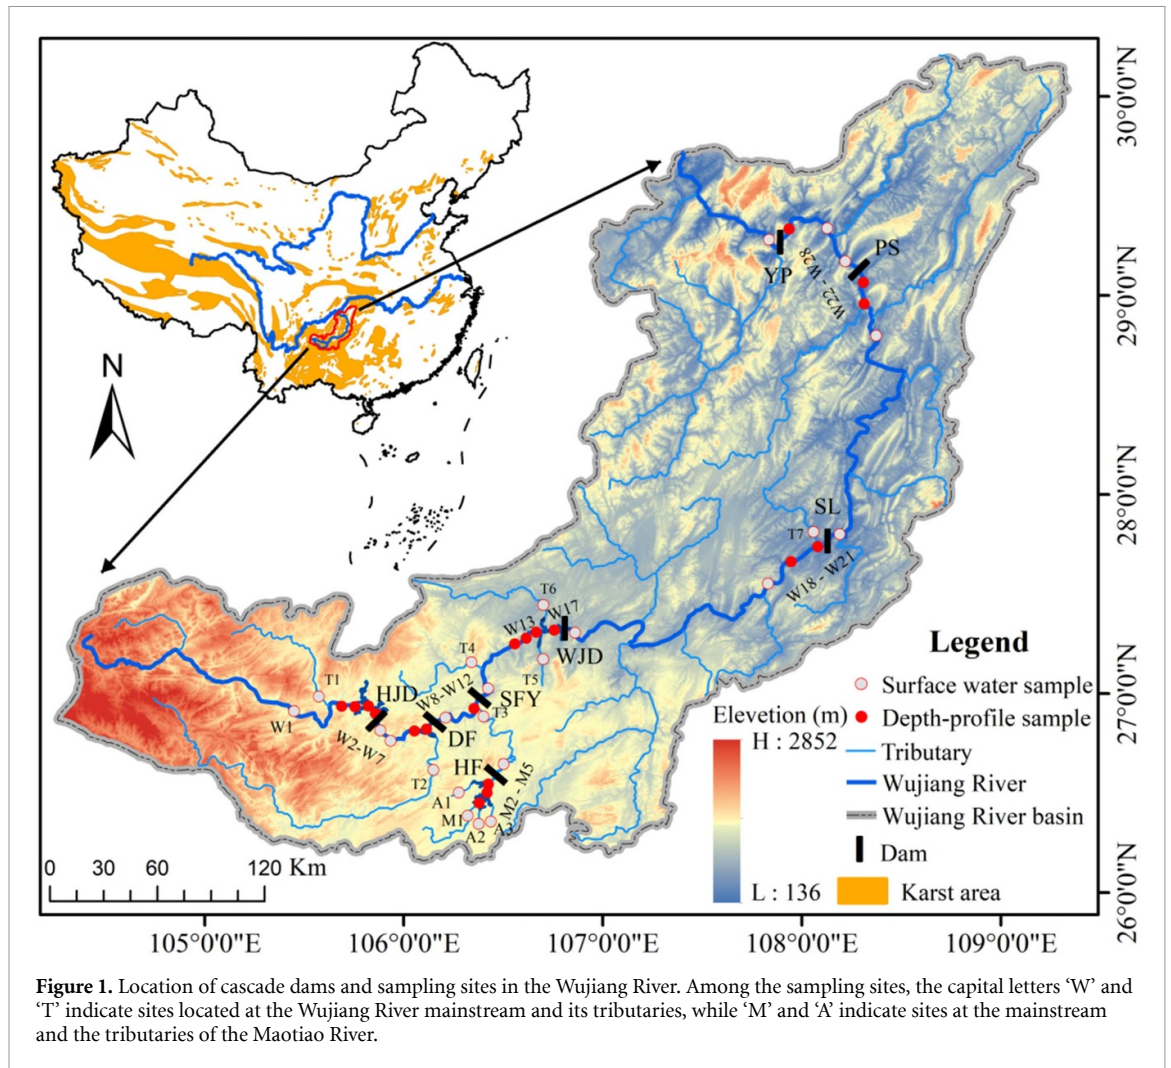 N
30°0'0"N
29°0'0"N
28°0'0"N
27°0'0"N
26°0'0"N
YP
W22 - W28
PS
SL
T7
W18 - W21
T6
W13
W17
WJD
T5
T4
T1
HJD
W8-W12
SFY
T3
W1
W2-W7
DF
T2
HF
A1
M1
A2
A3
M2 - M5
Legend
Surface water sample
Depth-profile sample
Tributary
Wujiang River
Wujiang River basin
Dam
Karst area
Elevetion (m)
H : 2852
L : 136
0 30 60 120 Km
105°0'0"E 106°0'0"E 107°0'0"E 108°0'0"E 109°0'0"E
Figure 1. Location of cascade dams and sampling sites in the Wujiang River. Among the sampling sites, the capital letters ‘W’ and
‘T’ indicate sites located at the Wujiang River mainstream and its tributaries, while ‘M’ and ‘A’ indicate sites at the mainstream
and the tributaries of the Maotiao River.